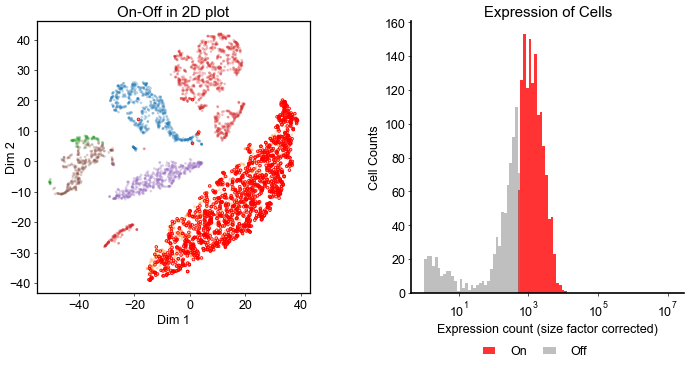 On-Off in 2D plot
40
30
20
10
0
−10
−20
−30
−40
Dim 2
−40 −20 0 20 40
Dim 1
Expression of Cells
160
140
120
100
80
60
40
20
0
Cell Counts
10^1 10^3 10^5 10^7
Expression count (size factor corrected)
On Off